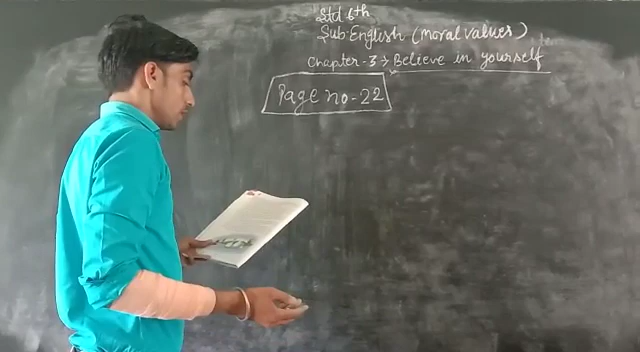 Std 6th
Sub:English (moral values)
Chapter-3 → Believe in yourself
Page no-22